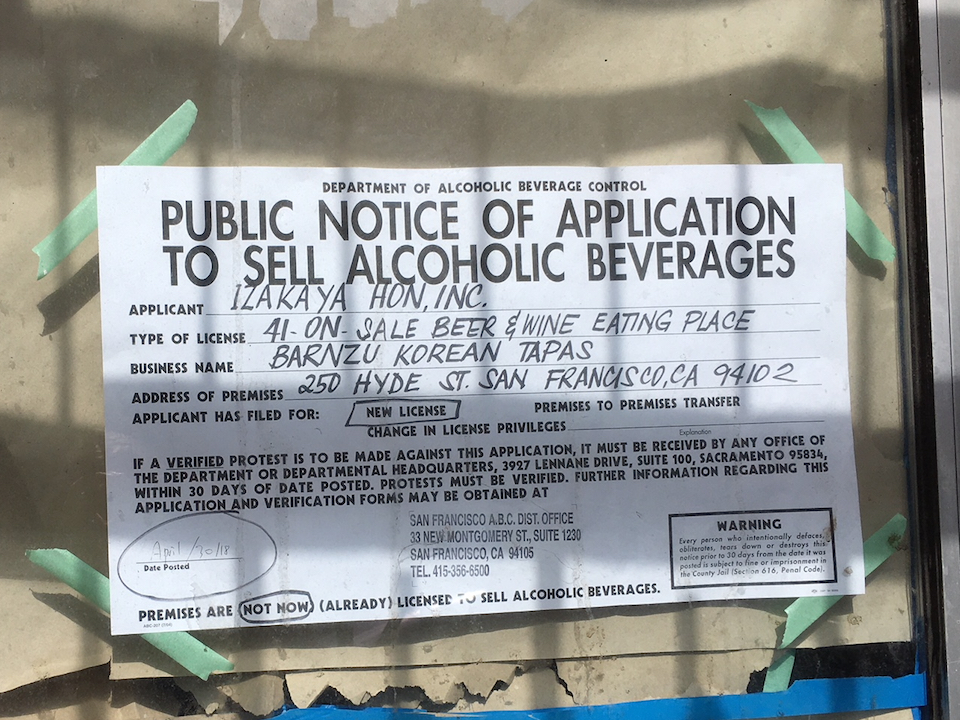 DEPARTMENT OF ALCOHOLIC BEVERAGE CONTROL
PUBLIC NOTICE OF APPLICATION
TO SELL ALCOHOLIC BEVERAGES
APPLICANT IZAKAYA HON, INC.
TYPE OF LICENSE 41-ON-SALE BEER & WINE EATING PLACE
BUSINESS NAME BARNZU KOREAN TAPAS
ADDRESS OF PREMISES 250 HYDE ST. SAN FRANCISCO, CA 94102
APPLICANT HAS FILED FOR: NEW LICENSE PREMISES TO PREMISES TRANSFER
CHANGE IN LICENSE PRIVILEGES
Explanation
IF A VERIFIED PROTEST IS TO BE MADE AGAINST THIS APPLICATION, IT MUST BE RECEIVED BY ANY OFFICE OF
THE DEPARTMENT OR DEPARTMENTAL HEADQUARTERS, 3927 LENNANE DRIVE, SUITE 100, SACRAMENTO 95834,
WITHIN 30 DAYS OF DATE POSTED. PROTESTS MUST BE VERIFIED. FURTHER INFORMATION REGARDING THIS
APPLICATION AND VERIFICATION FORMS MAY BE OBTAINED AT
SAN FRANCISCO A.B.C. DIST. OFFICE
33 NEW MONTGOMERY ST., SUITE 1230
SAN FRANCISCO, CA 94105
TEL. 415-356-6500
April /30/18
Date Posted
WARNING
Every person who intentionally defaces,
obliterates, tears down or destroys this
notice prior to 30 days from the date it was
posted is subject to fine or imprisonment in
the County Jail (Section 616, Penal Code).
PREMISES ARE (NOT NOW) (ALREADY) LICENSED TO SELL ALCOHOLIC BEVERAGES.